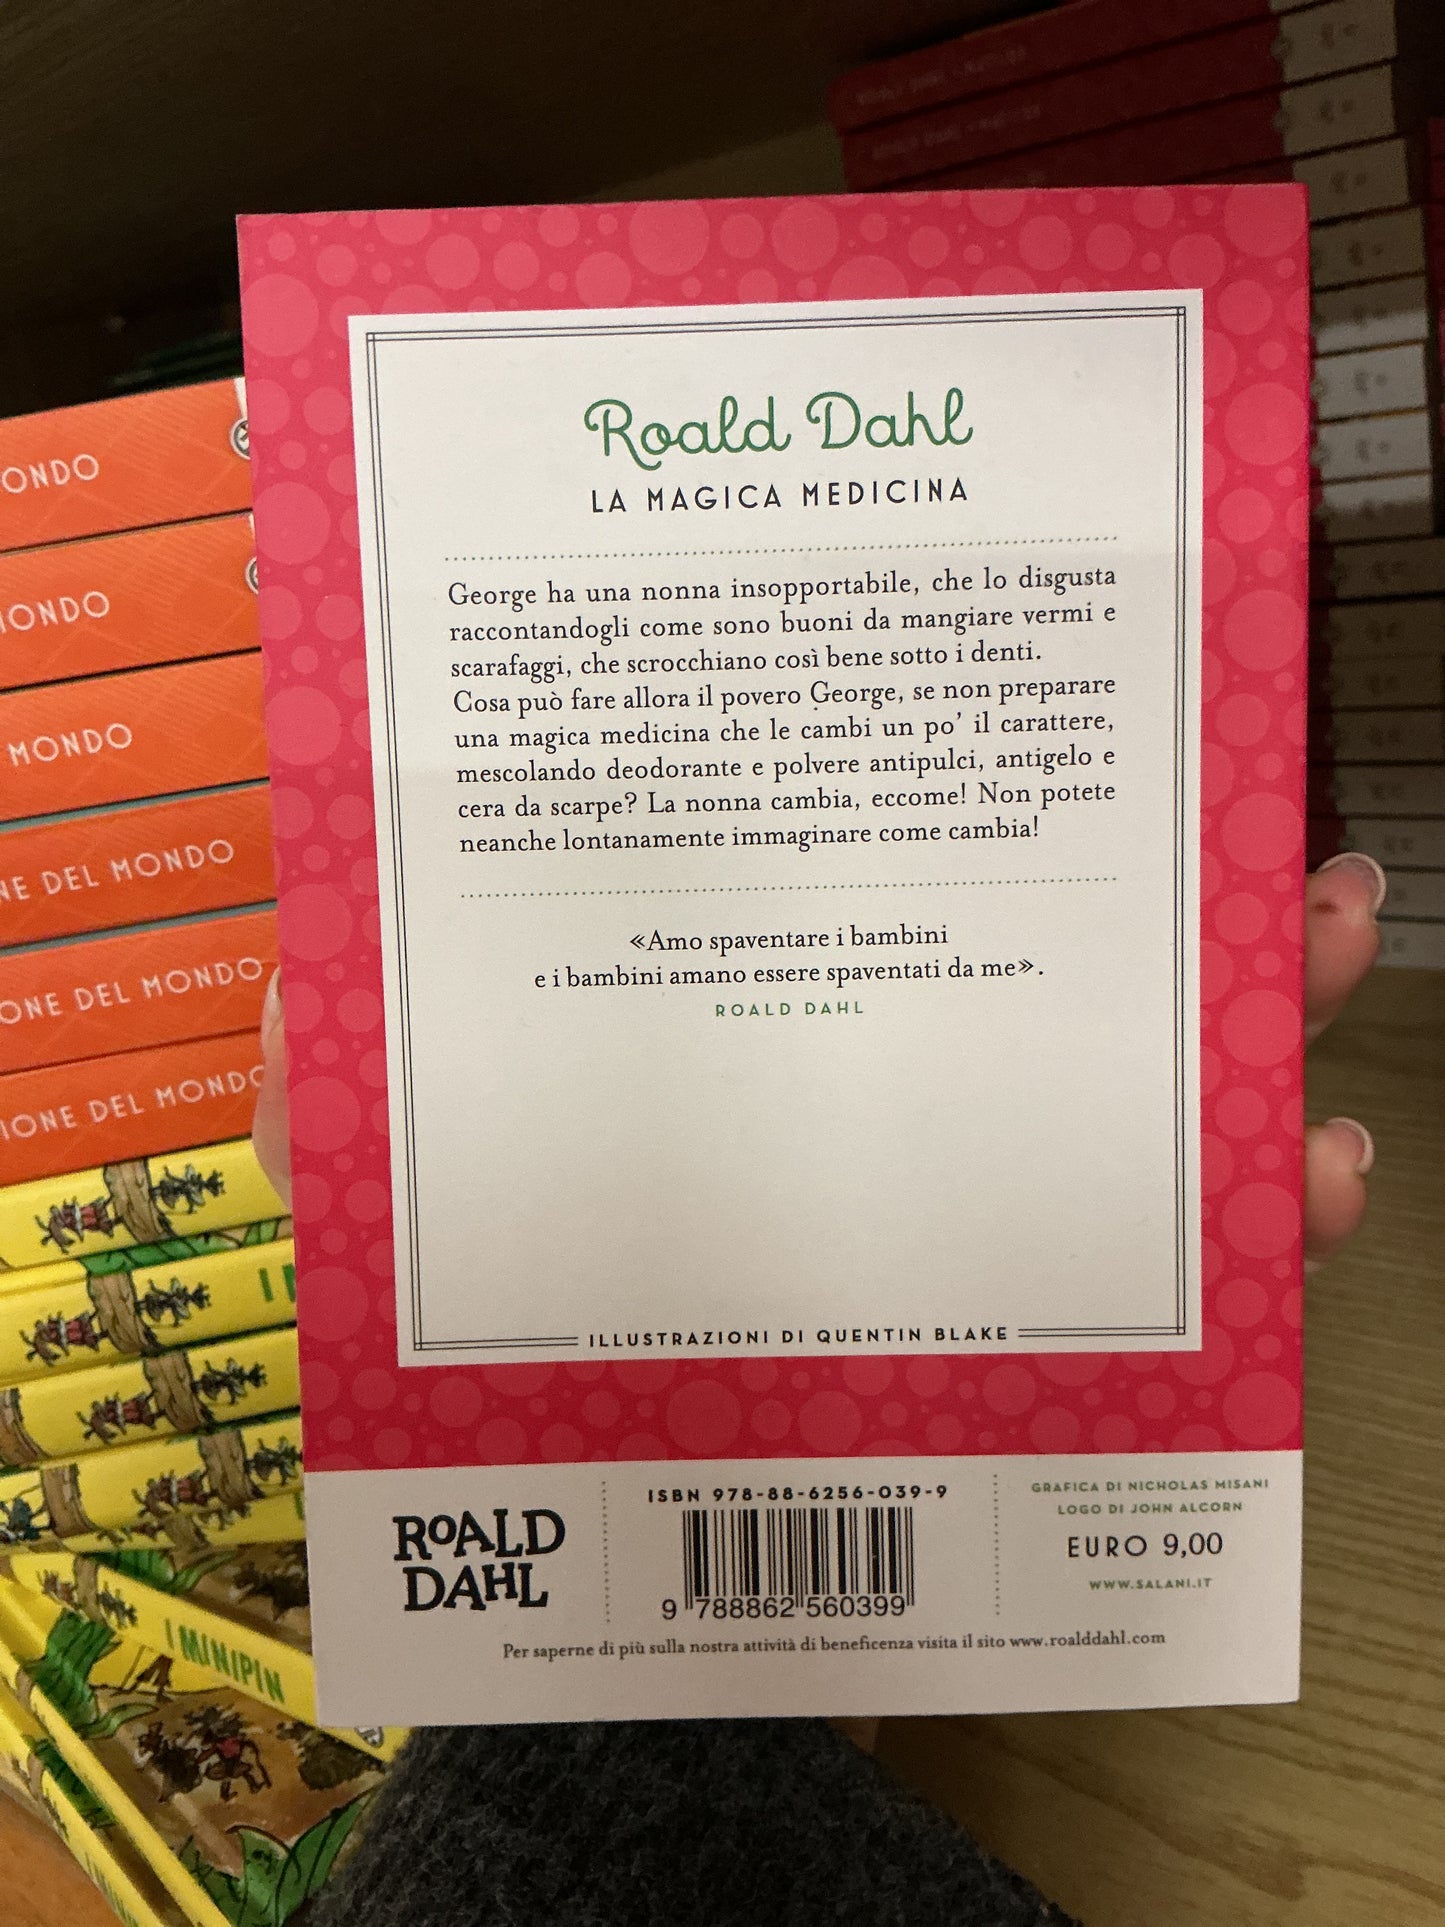 Roald Dahl
LA MAGICA MEDICINA
George ha una nonna insopportabile, che lo disgusta
raccontandogli come sono buoni da mangiare vermi e
scarafaggi, che scrocchiano così bene sotto i denti.
Cosa può fare allora il povero George, se non preparare
una magica medicina che le cambi un po' il carattere,
mescolando deodorante e polvere antipulci, antigelo e
cera da scarpe? La nonna cambia, eccome! Non potete
neanche lontanamente immaginare come cambia!
«Amo spaventare i bambini
e i bambini amano essere spaventati da me».
ROALD DAHL
ILLUSTRAZIONI DI QUENTIN BLAKE
ROALD
DAHL
ISBN 978-88-6256-039-9
9 788862 560399
GRAFICA DI NICHOLAS MISANI
LOGO DI JOHN ALCORN
EURO 9,00
WWW.SALANI.IT
Per saperne di più sulla nostra attività di beneficenza visita il sito www.roalddahl.com
ONDO
MONDO
MONDO
NE DEL MONDO
ONE DEL MONDO
IONE DEL MONDO
I MINIPIN